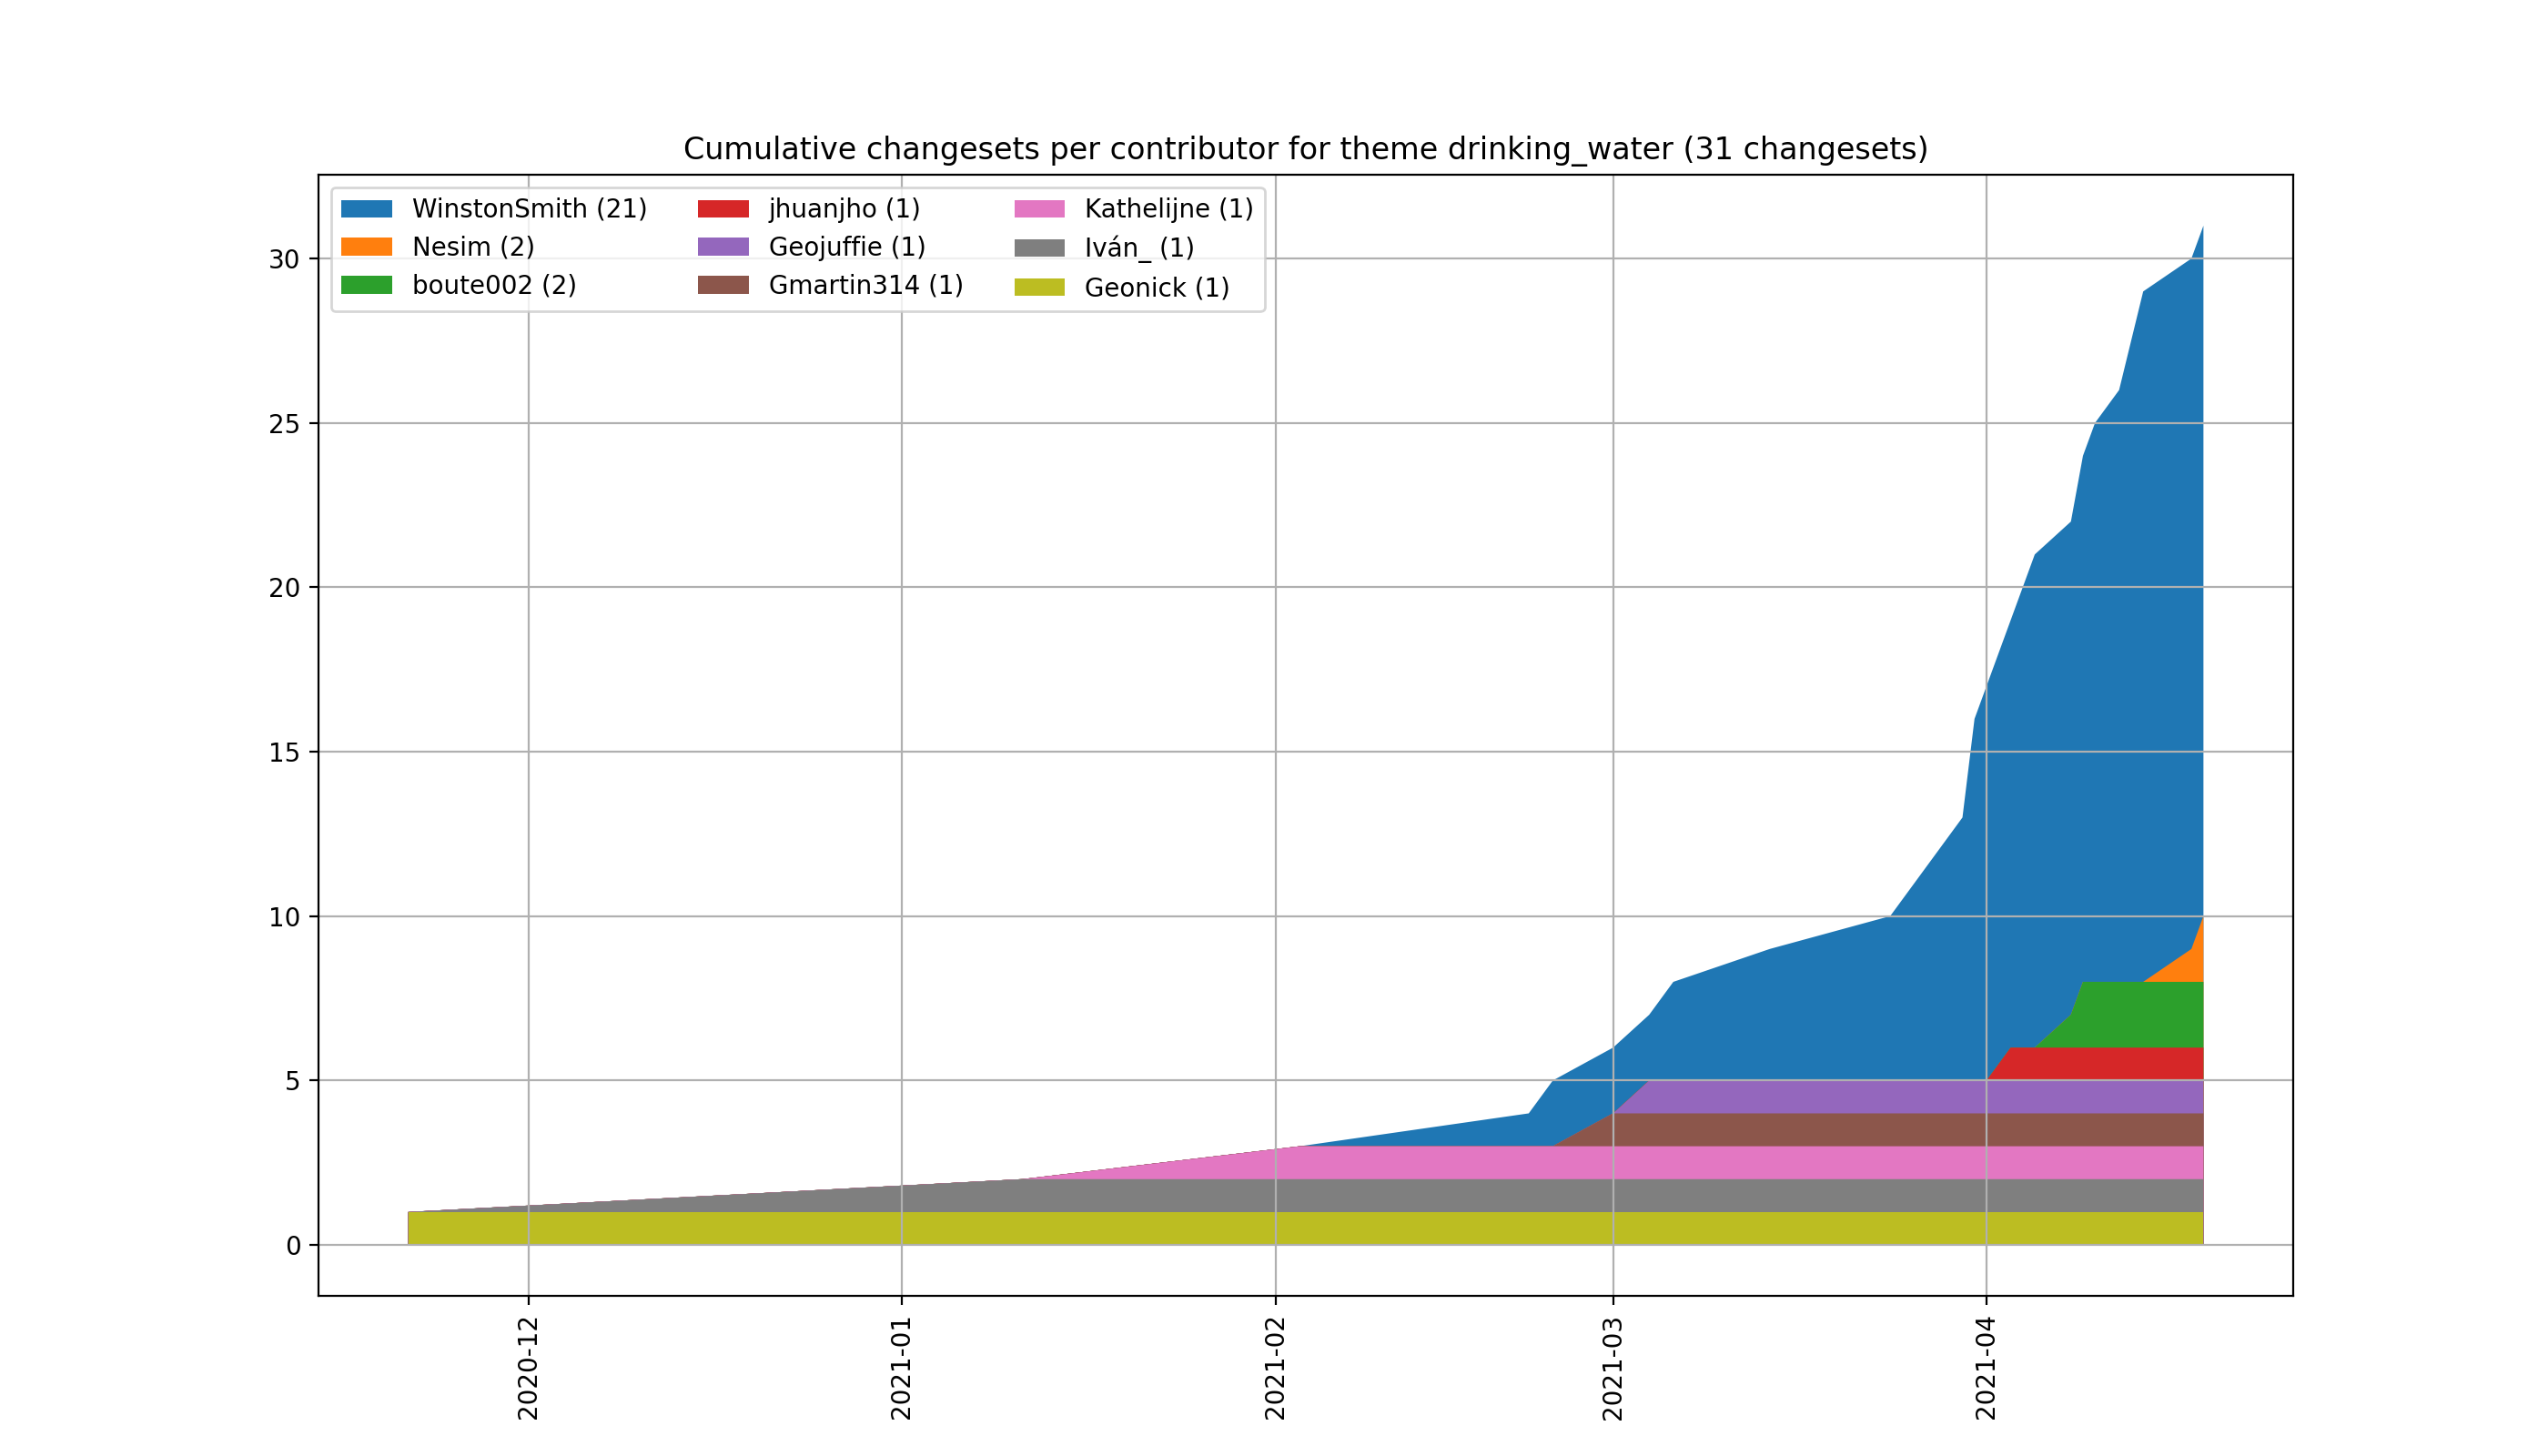 Cumulative changesets per contributor for theme drinking_water (31 changesets)
WinstonSmith (21)
Nesim (2)
boute002 (2)
jhuanjho (1)
Geojuffie (1)
Gmartin314 (1)
Kathelijne (1)
Iván_ (1)
Geonick (1)
30
25
20
15
10
5
0
2020-12
2021-01
2021-02
2021-03
2021-04